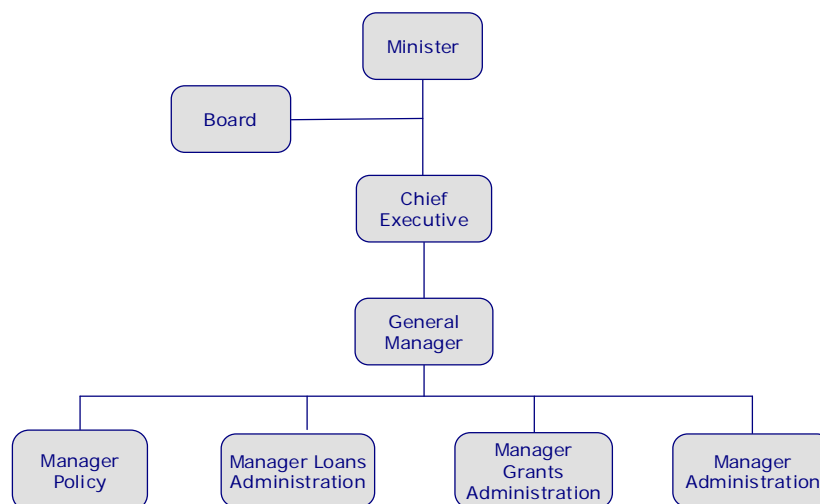 Minister
Board
Chief
Executive
General
Manager
Manager
Policy
Manager Loans
Administration
Manager
Grants
Administration
Manager
Administration